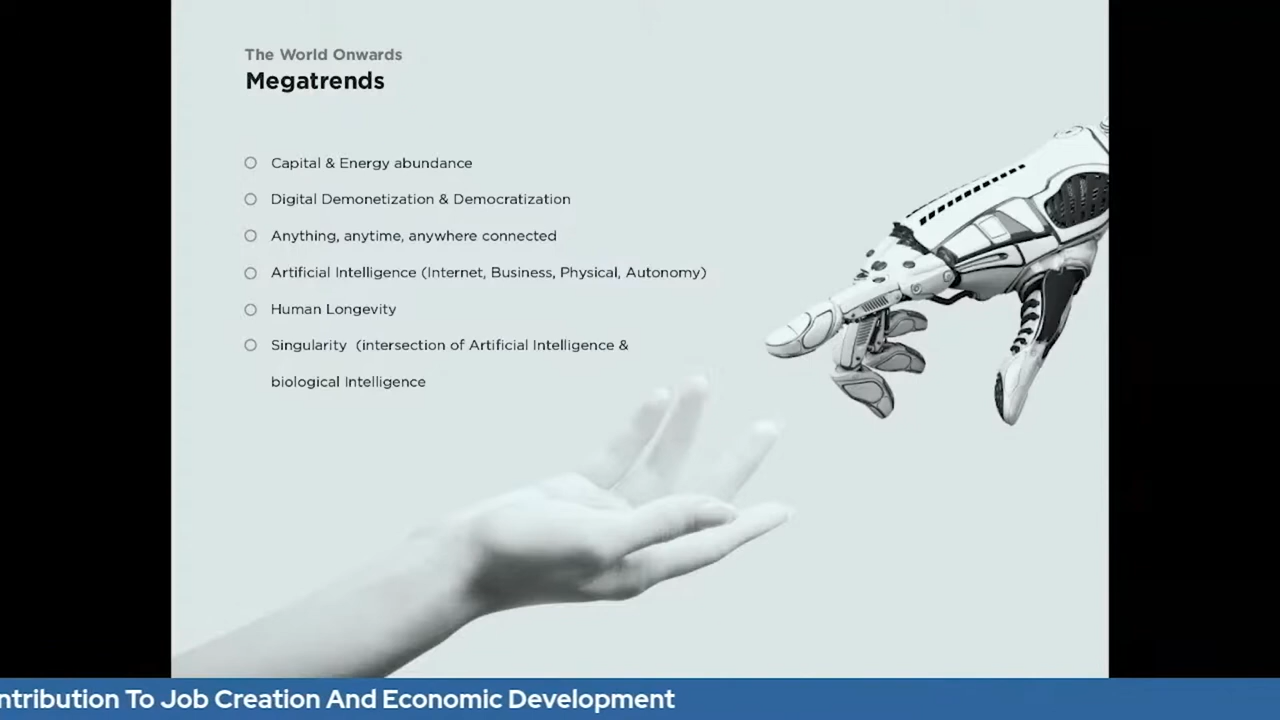 The World Onwards
Megatrends
Capital & Energy abundance
Digital Demonetization & Democratization
Anything, anytime, anywhere connected
Artificial Intelligence (Internet, Business, Physical, Autonomy)
Human Longevity
Singularity (intersection of Artificial Intelligence &
biological Intelligence
ntribution To Job Creation And Economic Development